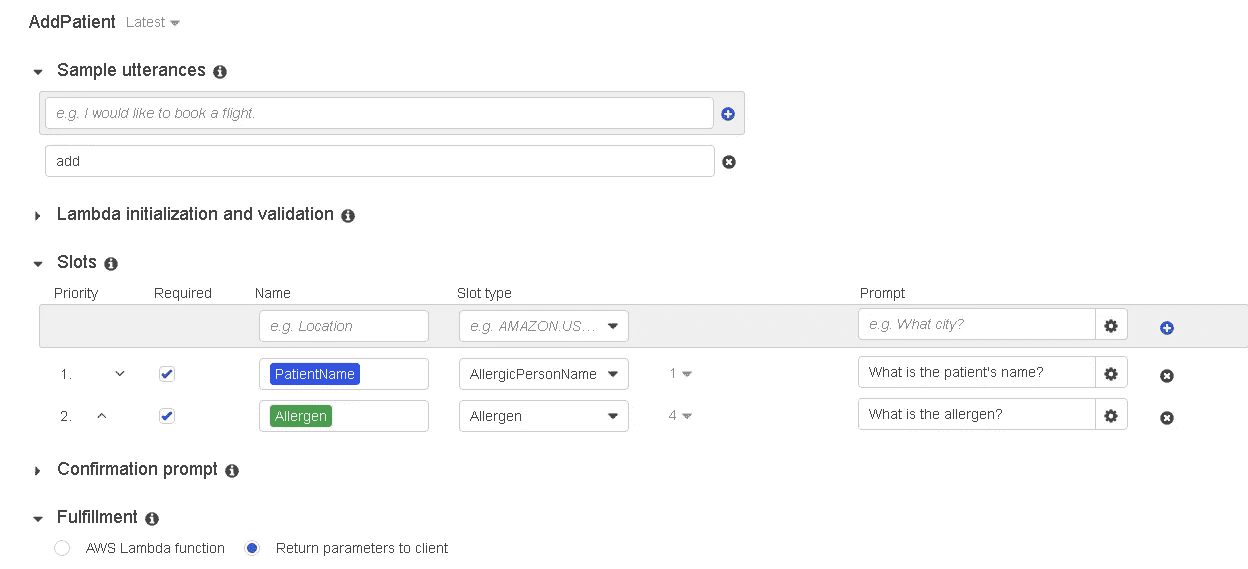 AddPatient Latest
Sample utterances
e.g. I would like to book a flight.
add
Lambda initialization and validation
Slots
Priority Required Name Slot type Prompt
e.g. Location e.g. AMAZON.US... e.g. What city?
1. PatientName AllergicPersonName 1 What is the patient's name?
2. Allergen Allergen 4 What is the allergen?
Confirmation prompt
Fulfillment
AWS Lambda function Return parameters to client